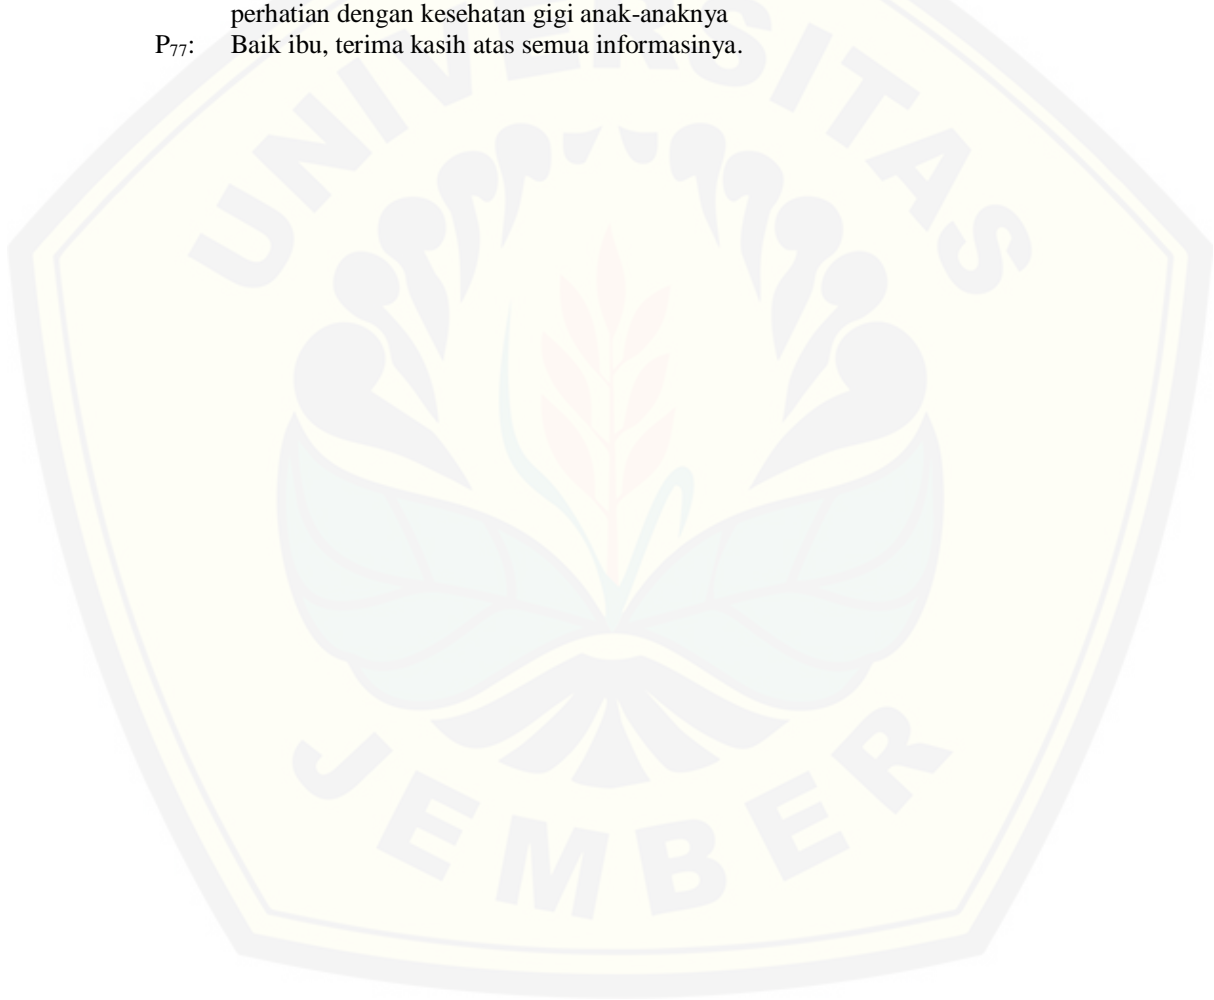 perhatian dengan kesehatan gigi anak-anaknya
P₇₇: Baik ibu, terima kasih atas semua informasinya.
UNIVERSITAS
JEMBER